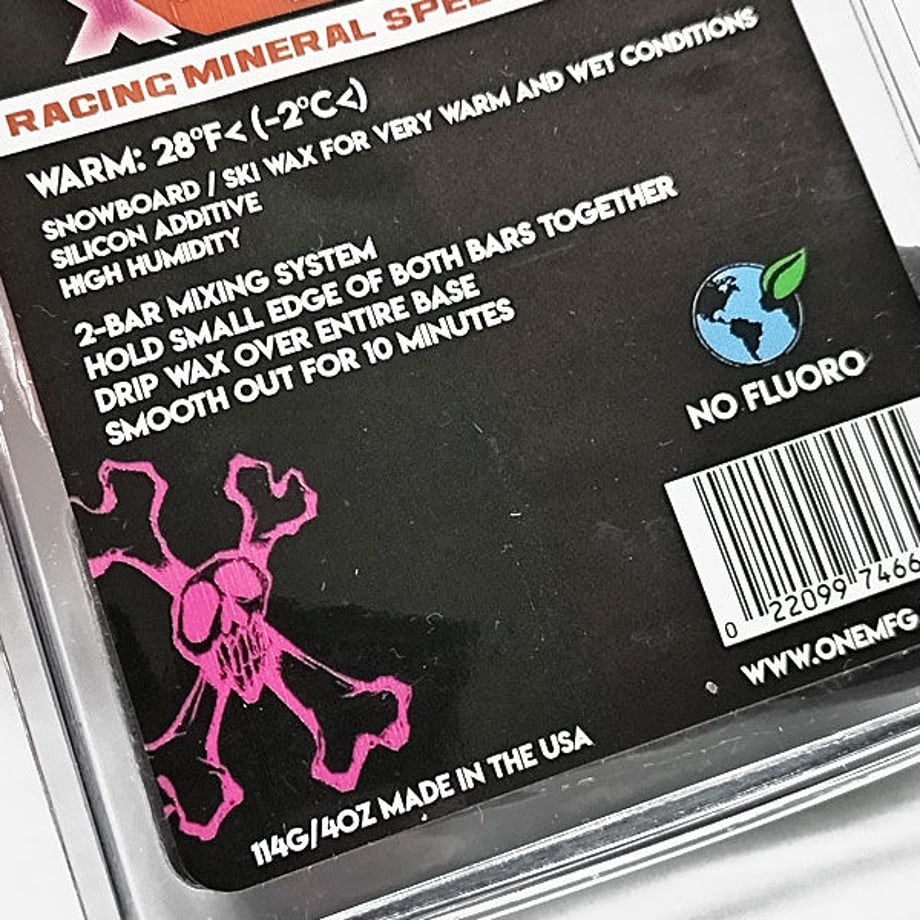 RACING MINERAL
WARM: 28°F< (-2°C<)
SNOWBOARD / SKI WAX FOR VERY WARM AND WET CONDITIONS
SILICON ADDITIVE
HIGH HUMIDITY
2-BAR MIXING SYSTEM
HOLD SMALL EDGE OF BOTH BARS TOGETHER
DRIP WAX OVER ENTIRE BASE
SMOOTH OUT FOR 10 MINUTES
NO FLUORO
0 22099 7466
WWW.ONEMFG
114G/4OZ MADE IN THE USA